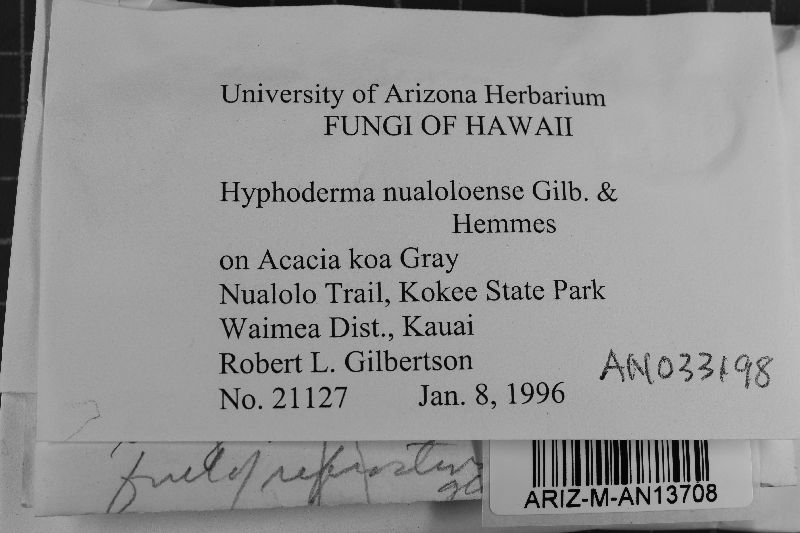 University of Arizona Herbarium
FUNGI OF HAWAII
Hyphoderma nualoloense Gilb. &
Hemmes
on Acacia koa Gray
Nualolo Trail, Kokee State Park
Waimea Dist., Kauai
Robert L. Gilbertson
No. 21127 Jan. 8, 1996
AN033198
ARIZ-M-AN13708